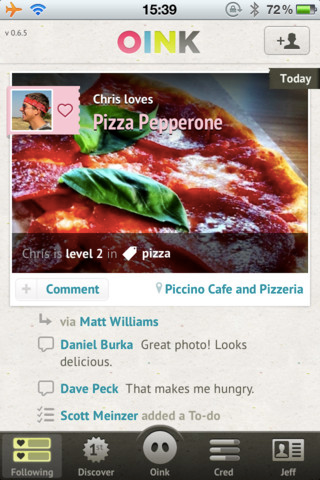 15:39
v 0.6.5
OINK
Today
Chris loves
Pizza Pepperone
Chris is level 2 in pizza
+ Comment
Piccino Cafe and Pizzeria
via Matt Williams
Daniel Burka Great photo! Looks
delicious.
Dave Peck That makes me hungry.
Scott Meinzer added a To-do
1st
Following
Discover
Oink
Cred
Jeff